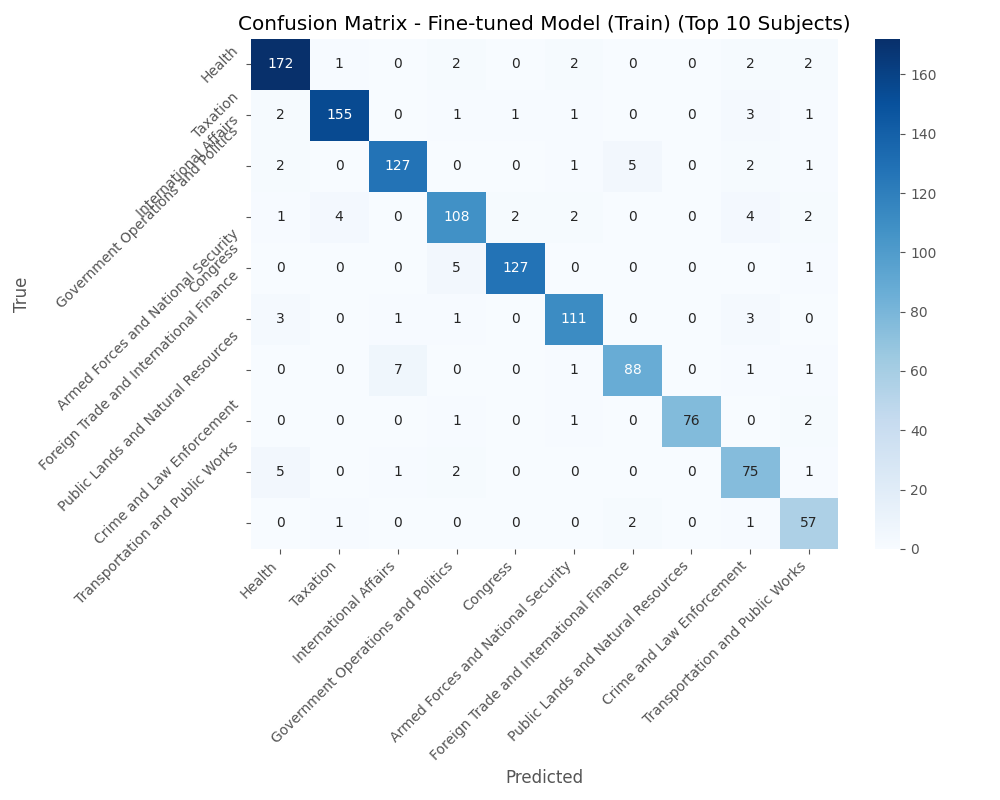 Confusion Matrix - Fine-tuned Model (Train) (Top 10 Subjects)
True
Health 172 1 0 2 0 2 0 0 2 2
Taxation 2 155 0 1 1 1 0 0 3 1
International Affairs 2 0 127 0 0 1 5 0 2 1
Government Operations and Politics 1 4 0 108 2 2 0 0 4 2
Congress 0 0 0 5 127 0 0 0 0 1
Armed Forces and National Security 3 0 1 1 0 111 0 0 3 0
Foreign Trade and International Finance 0 0 7 0 0 1 88 0 1 1
Public Lands and Natural Resources 0 0 0 1 0 1 0 76 0 2
Crime and Law Enforcement 5 0 1 2 0 0 0 0 75 1
Transportation and Public Works 0 1 0 0 0 0 2 0 1 57
Health
Taxation
International Affairs
Government Operations and Politics
Congress
Armed Forces and National Security
Foreign Trade and International Finance
Public Lands and Natural Resources
Crime and Law Enforcement
Transportation and Public Works
Predicted
160
140
120
100
80
60
40
20
0